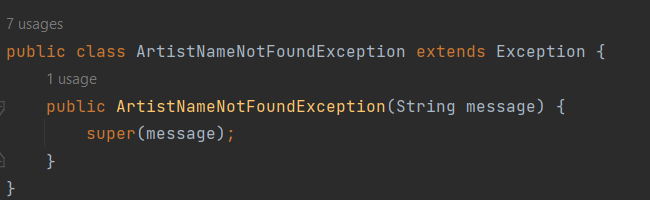 7 usages
public class ArtistNameNotFoundException extends Exception {
1 usage
public ArtistNameNotFoundException(String message) {
super(message);
}
}